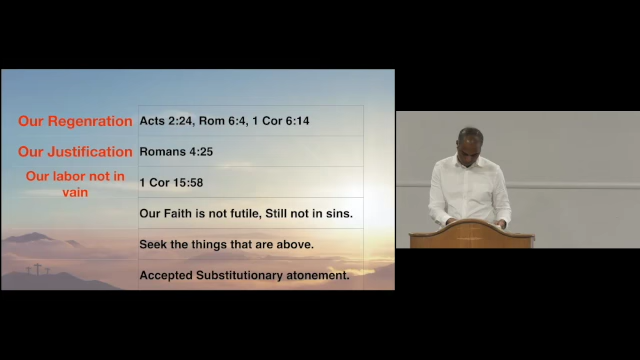 Our Regenration Acts 2:24, Rom 6:4, 1 Cor 6:14
Our Justification Romans 4:25
Our labor not in
vain
1 Cor 15:58
Our Faith is not futile, Still not in sins.
Seek the things that are above.
Accepted Substitutionary atonement.